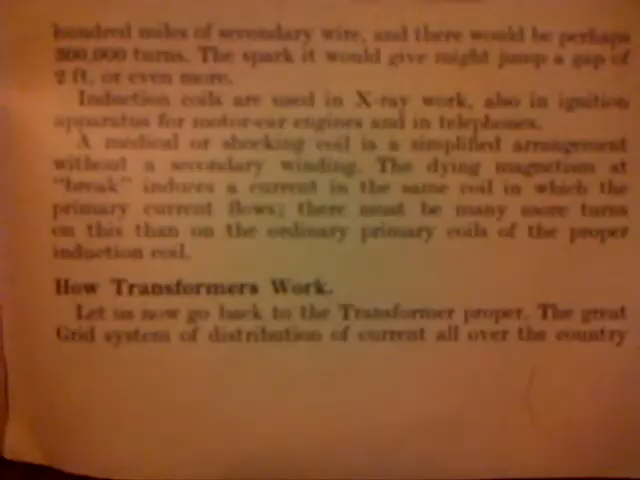 hundred miles of secondary wire, and there would be perhaps
300,000 turns. The spark it would give might jump a gap of
2 ft. or even more.
Induction coils are used in X-ray work, also in ignition
apparatus for motor-car engines and in telephones.
A medical or shocking coil is a simplified arrangement
without a secondary winding. The dying magnetism at
"break" induces a current in the same coil in which the
primary current flows; there must be many more turns
on this than on the ordinary primary coils of the proper
induction coil.
How Transformers Work.
Let us now go back to the Transformer proper. The great
Grid system of distribution of current all over the country